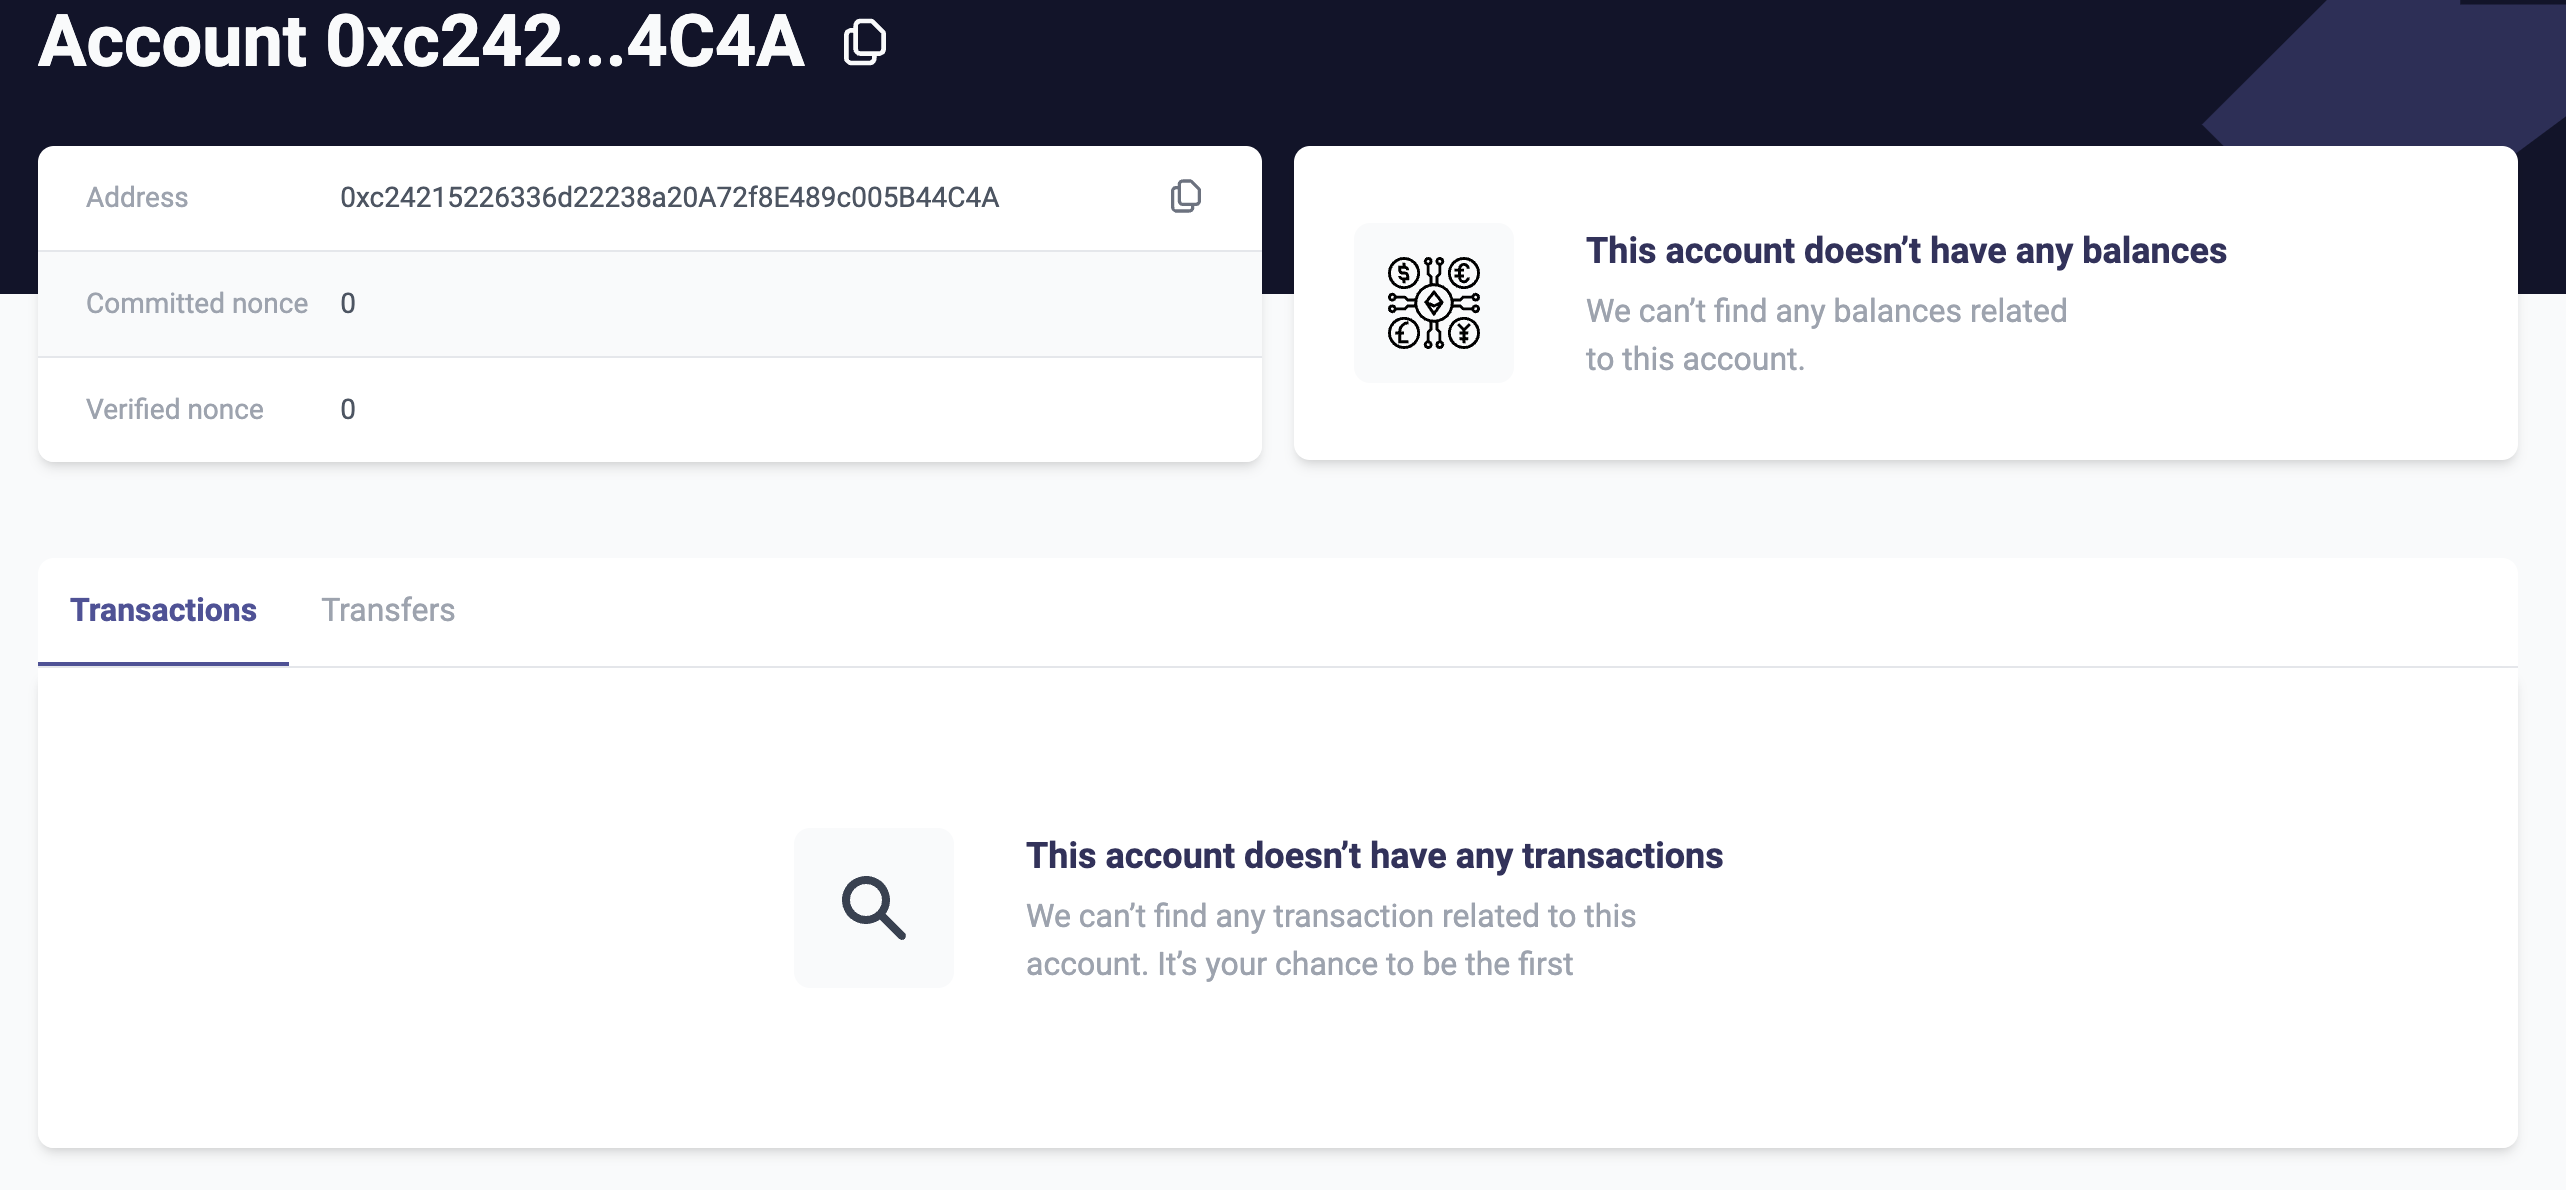 Account 0xc242...4C4A
Address 0xc24215226336d22238a20A72f8E489c005B44C4A
Committed nonce 0
Verified nonce 0
This account doesn’t have any balances
We can’t find any balances related
to this account.
Transactions Transfers
This account doesn’t have any transactions
We can’t find any transaction related to this
account. It’s your chance to be the first